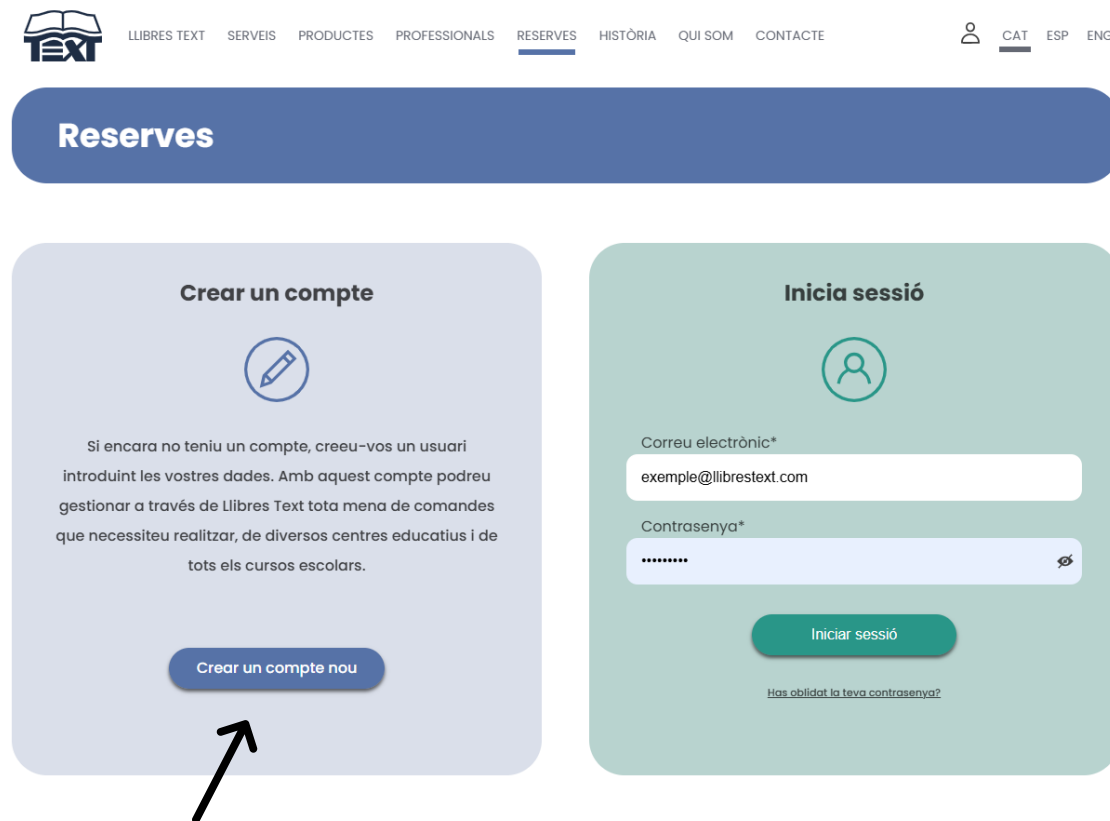 TEXT
LLIBRES TEXT SERVEIS PRODUCTES PROFESSIONALS RESERVES HISTÒRIA QUI SOM CONTACTE CAT ESP ENG
Reserves
Crear un compte
Si encara no teniu un compte, creeu-vos un usuari
introduint les vostres dades. Amb aquest compte podreu
gestionar a través de Llibres Text tota mena de comandes
que necessiteu realitzar, de diversos centres educatius i de
tots els cursos escolars.
Crear un compte nou
Inicia sessió
Correu electrònic*
exemple@llibrestext.com
Contrasenya*
•••••••••
Iniciar sessió
Has oblidat la teva contrasenya?